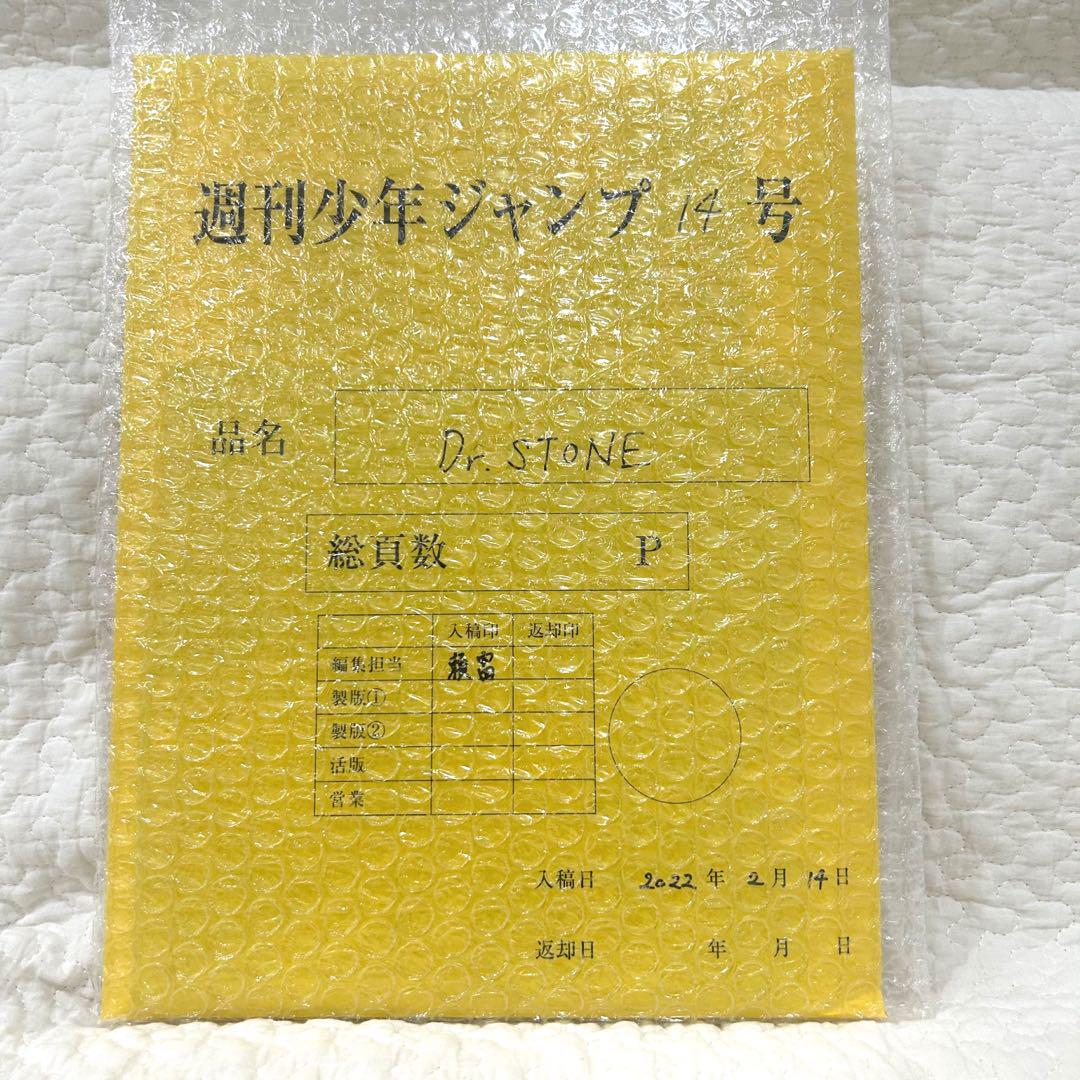 週刊少年ジャンプ 14 号
品名 Dr. STONE
総頁数 P
入稿印 返却印
編集担当
製版①
製版②
活版
営業
入稿日 2022 年 2 月 14 日
返却日 年 月 日